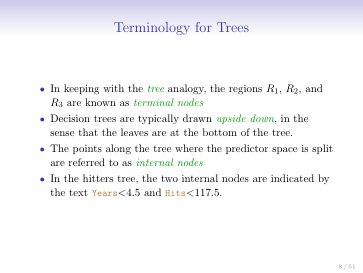 Terminology for Trees
• In keeping with the tree analogy, the regions R1, R2, and
R3 are known as terminal nodes
• Decision trees are typically drawn upside down, in the
sense that the leaves are at the bottom of the tree.
• The points along the tree where the predictor space is split
are referred to as internal nodes
• In the hitters tree, the two internal nodes are indicated by
the text Years<4.5 and Hits<117.5.
8 / 51